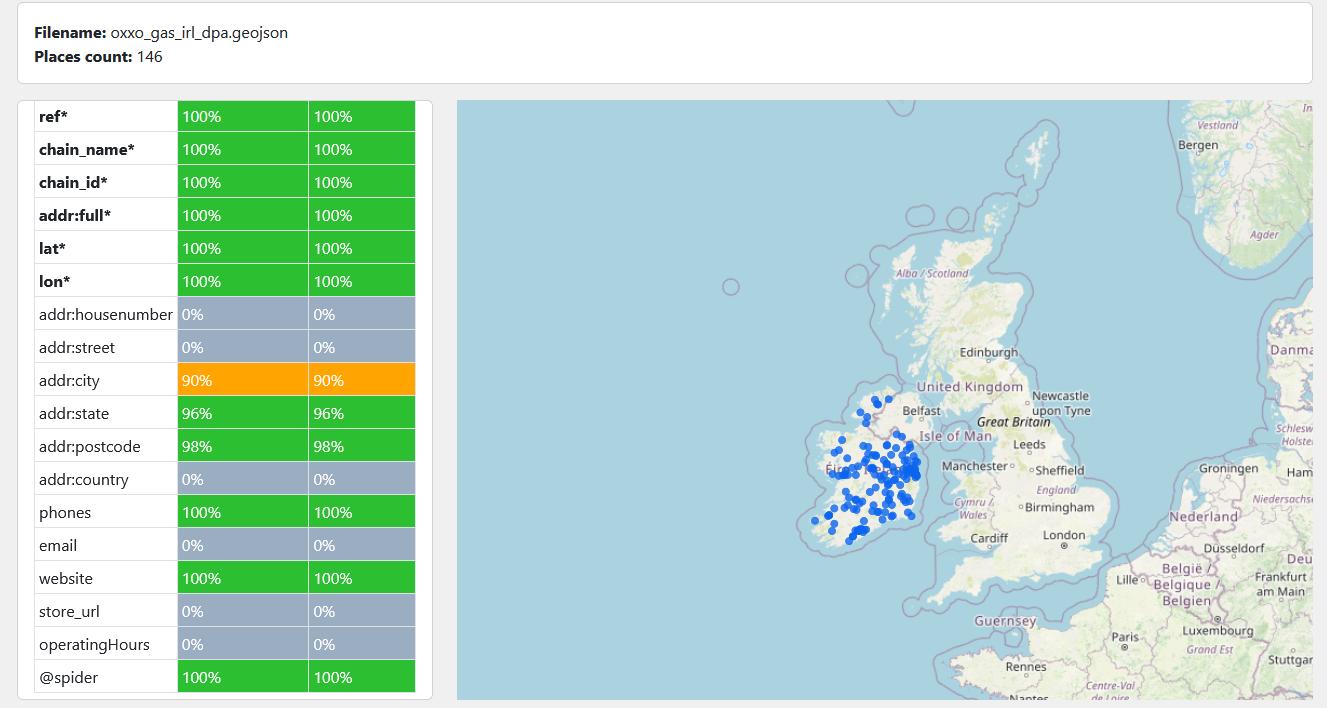 Filename: oxxo_gas_irl_dpa.geojson
Places count: 146
ref* 100% 100%
chain_name* 100% 100%
chain_id* 100% 100%
addr:full* 100% 100%
lat* 100% 100%
lon* 100% 100%
addr:housenumber 0% 0%
addr:street 0% 0%
addr:city 90% 90%
addr:state 96% 96%
addr:postcode 98% 98%
addr:country 0% 0%
phones 100% 100%
email 0% 0%
website 100% 100%
store_url 0% 0%
operatingHours 0% 0%
@spider 100% 100%
Vestland
Bergen
Agder
Alba / Scotland
Edinburgh
Danma
United Kingdom
Newcastle
upon Tyne
Belfast
Great Britain
Isle of Man
Leeds
Schlesw
Holste
Manchester
Sheffield
Groningen
Ham
England
Niedersachs
Cymru /
Wales
Birmingham
Nederland
Cardiff
London
Düsseldorf
Deu
Lille
België /
Belgique /
Belgien
Frankfurt
am Main
Guernsey
Luxembourg
Paris
Grand Est
Rennes
Stuttgar
Centre-Val
de Loire
Nantes